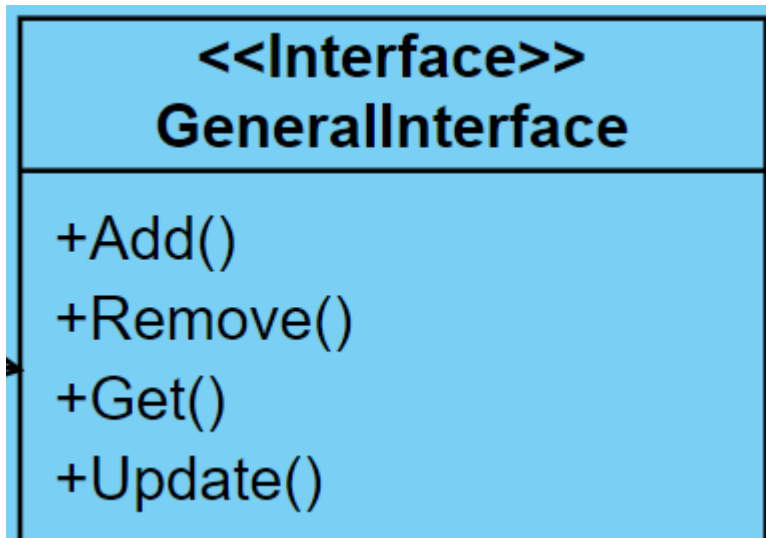 <<Interface>>
GeneralInterface
+Add()
+Remove()
+Get()
+Update()